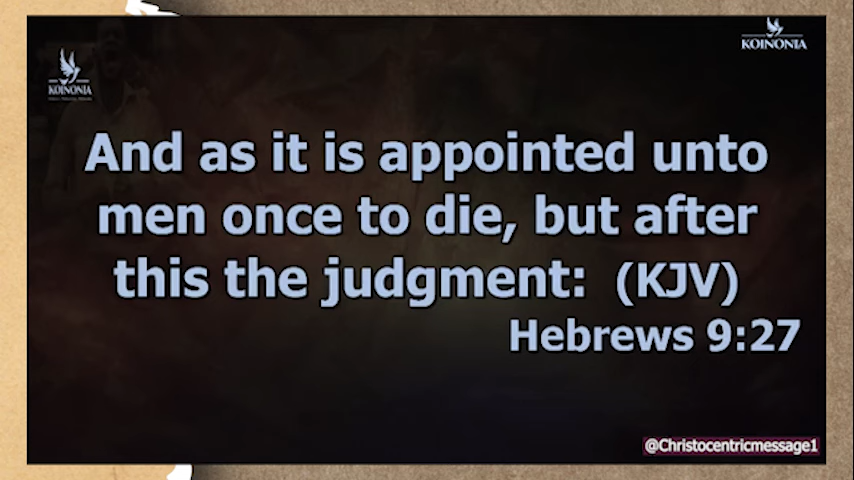 KOINONIA
KOINONIA
And as it is appointed unto
men once to die, but after
this the judgment: (KJV)
Hebrews 9:27
@Christocentricmessage1